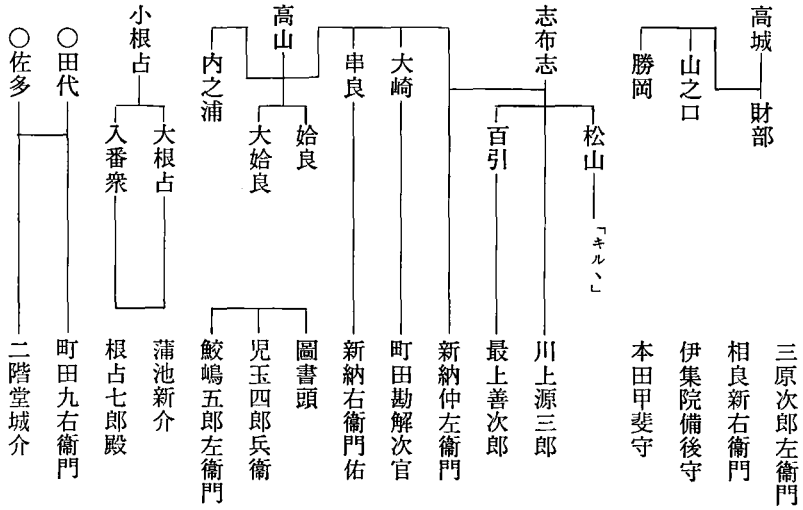 高城
財部
山之口
勝岡
三原次郎左衛門
相良新右衛門
伊集院備後守
本田甲斐守
志布志
松山
「キルヽ」
百引
川上源三郎
最上善次郎
新納仲左衛門
大崎
町田勘解次官
串良
新納右衛門佑
高山
姶良
大姶良
内之浦
圖書頭
児玉四郎兵衛
鮫嶋五郎左衛門
小根占
大根占
入番衆
蒲池新介
根占七郎殿
〇田代
町田九右衛門
〇佐多
二階堂城介